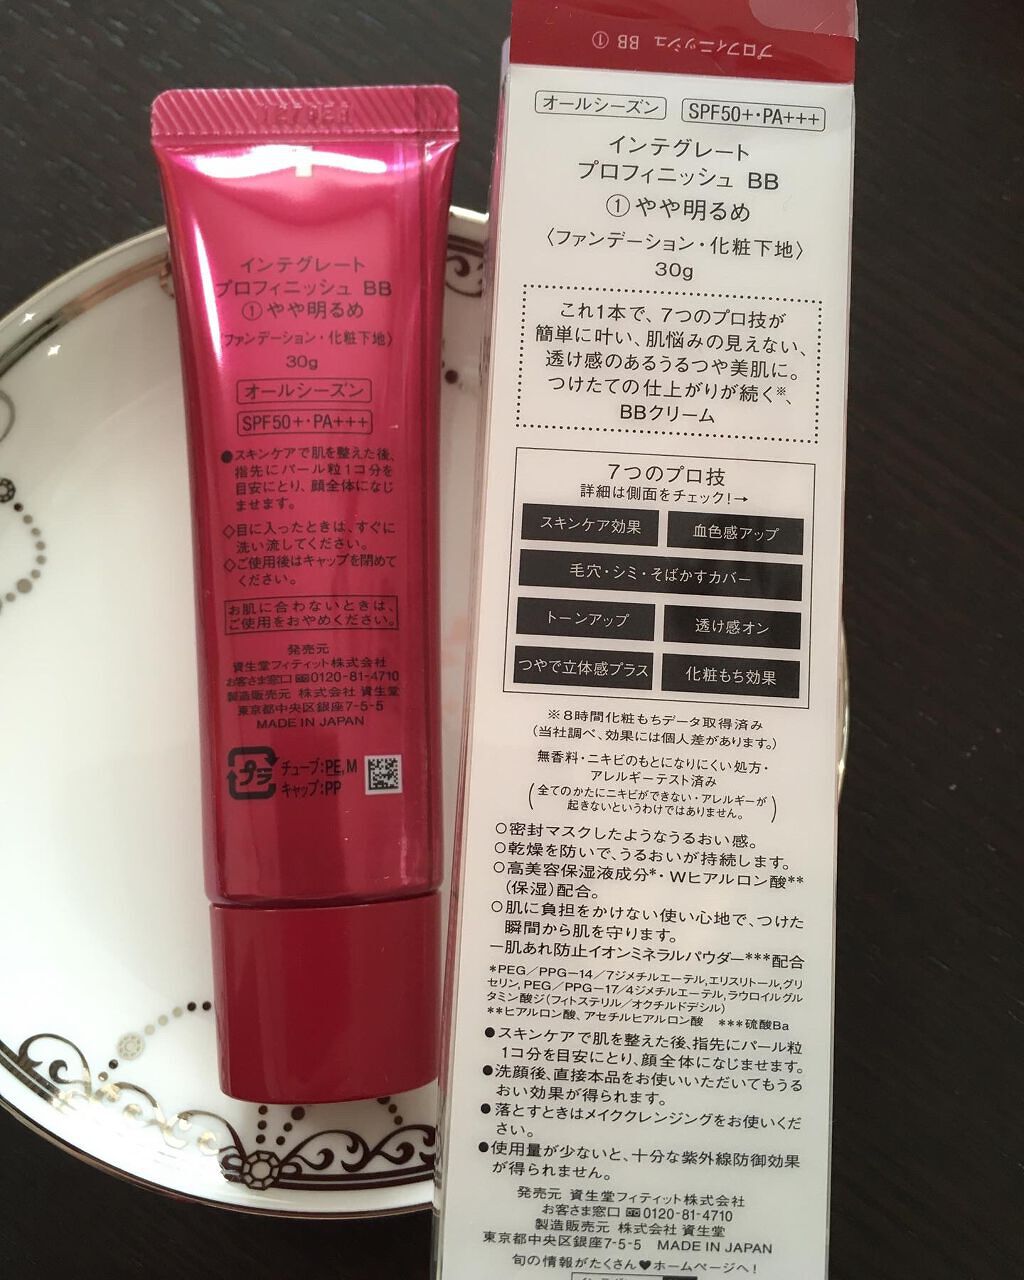 インテグレート
プロフィニッシュ BB
①やや明るめ
〈ファンデーション・化粧下地〉
30g
オールシーズン
SPF50+・PA+++
●スキンケアで肌を整えた後、
指先にパール粒1コ分を
目安にとり、顔全体になじ
ませます。
◇目に入ったときは、すぐに
洗い流してください。
◇ご使用後はキャップを閉めて
ください。
お肌に合わないときは、
ご使用をおやめください。
発売元
資生堂フィティット株式会社
お客さま窓口 0120-81-4710
製造販売元 株式会社 資生堂
東京都中央区銀座7-5-5
MADE IN JAPAN
プラ
チューブ:PE,M
キャップ:PP
プロフィニッシュ BB ①
オールシーズン SPF50+・PA+++
インテグレート
プロフィニッシュ BB
①やや明るめ
〈ファンデーション・化粧下地〉
30g
これ1本で、7つのプロ技が
簡単に叶い、肌悩みの見えない、
透け感のあるうるつや美肌に。
つけたての仕上がりが続く※、
BBクリーム
7つのプロ技
詳細は側面をチェック!→
スキンケア効果 血色感アップ
毛穴・シミ・そばかすカバー
トーンアップ 透け感オン
つやで立体感プラス 化粧もち効果
※8時間化粧もちデータ取得済み
(当社調べ、効果には個人差があります。)
無香料・ニキビのもとになりにくい処方・
アレルギーテスト済み
(全てのかたにニキビができない・アレルギーが
起きないというわけではありません。)
○密封マスクしたようなうるおい感。
○乾燥を防いで、うるおいが持続します。
○高美容保湿液成分*・Wヒアルロン酸**
(保湿)配合。
○肌に負担をかけない使い心地で、つけた
瞬間から肌を守ります。
ー肌あれ防止イオンミネラルパウダー***配合
*PEG/PPG-14/7ジメチルエーテル,エリスリトール,グリ
セリン,PEG/PPG-17/4ジメチルエーテル,ラウロイルグル
タミン酸ジ(フィトステリル/オクチルドデシル)
**ヒアルロン酸、アセチルヒアルロン酸 ***硫酸Ba
●スキンケアで肌を整えた後、指先にパール粒
1コ分を目安にとり、顔全体になじませます。
●洗顔後、直接本品をお使いいただいてもうる
おい効果が得られます。
●落とすときはメイククレンジングをお使いくだ
さい。
●使用量が少ないと、十分な紫外線防御効果
が得られません。
発売元 資生堂フィティット株式会社
お客さま窓口 0120-81-4710
製造販売元 株式会社 資生堂
東京都中央区銀座7-5-5 MADE IN JAPAN
旬の情報がたくさん♥ホームページへ!